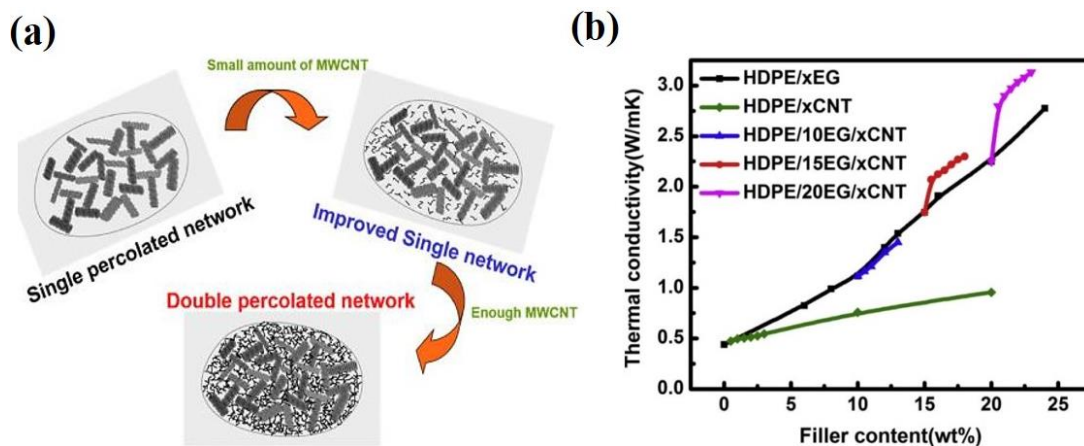 (a)
Small amount of MWCNT
Single percolated network
Improved Single network
Double percolated network
Enough MWCNT
(b)
HDPE/xEG
HDPE/xCNT
HDPE/10EG/xCNT
HDPE/15EG/xCNT
HDPE/20EG/xCNT
Thermal conductivity(W/mK)
3.0
2.5
2.0
1.5
1.0
0.5
0.0
0 5 10 15 20 25
Filler content(wt%)